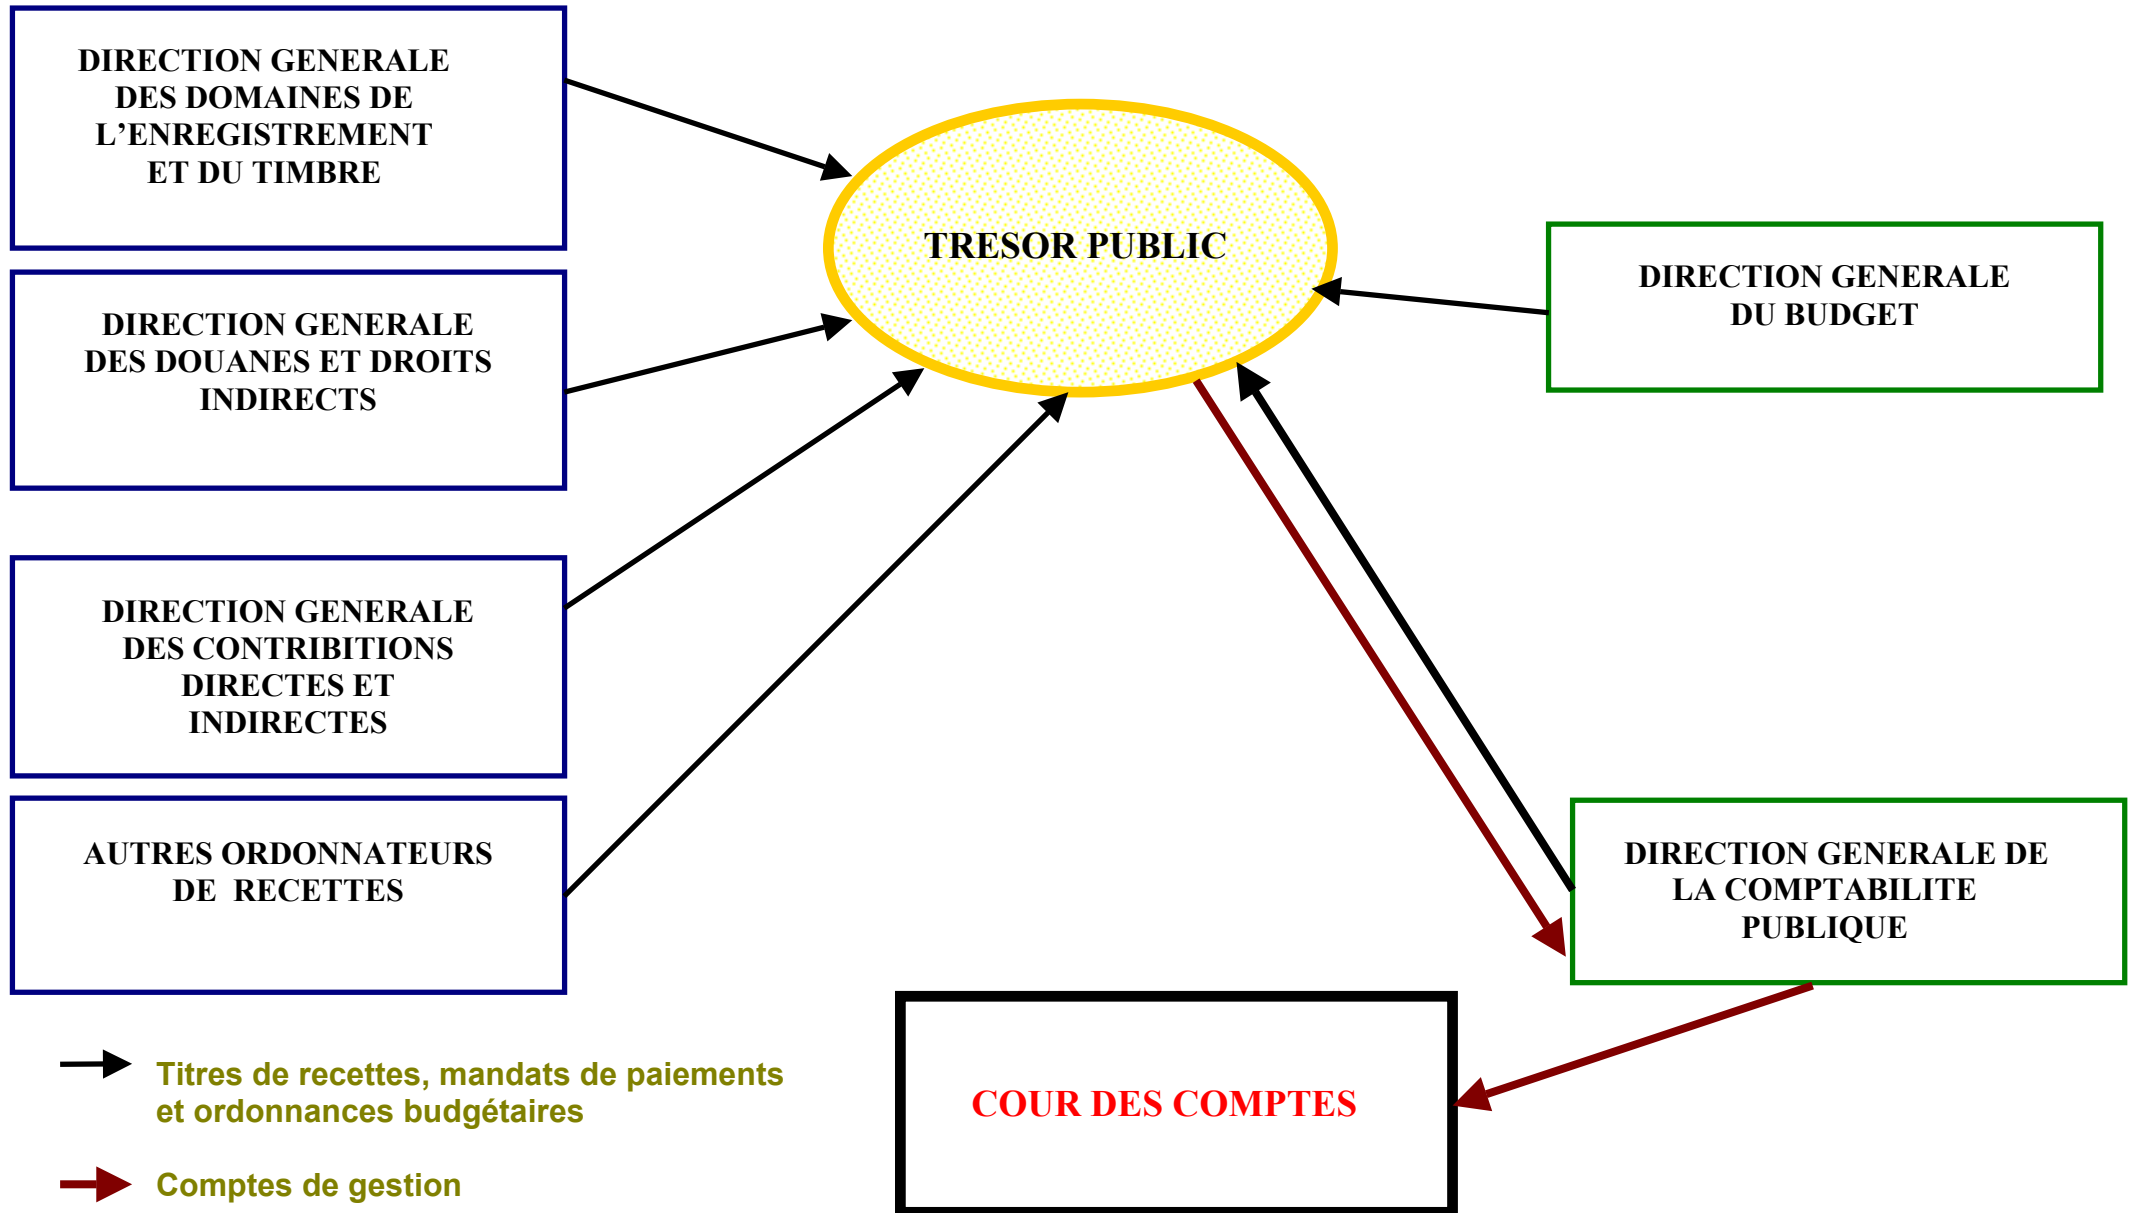 DIRECTION GENERALE
DES DOMAINES DE
L’ENREGISTREMENT
ET DU TIMBRE
TRESOR PUBLIC
DIRECTION GENERALE
DU BUDGET
DIRECTION GENERALE
DES DOUANES ET DROITS
INDIRECTS
DIRECTION GENERALE
DES CONTRIBITIONS
DIRECTES ET
INDIRECTES
AUTRES ORDONNATEURS
DE RECETTES
DIRECTION GENERALE DE
LA COMPTABILITE
PUBLIQUE
COUR DES COMPTES
Titres de recettes, mandats de paiements
et ordonnances budgétaires
Comptes de gestion